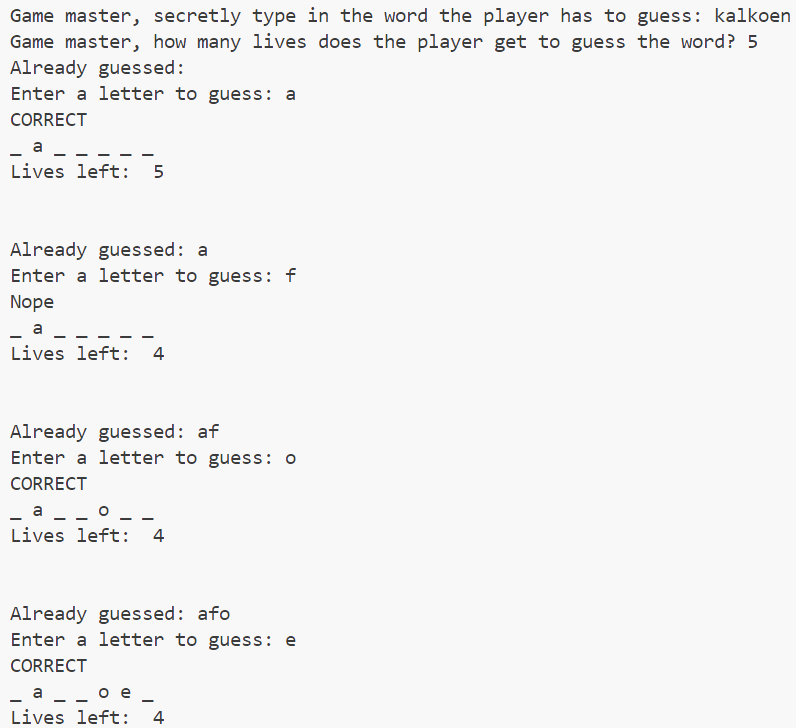 Game master, secretly type in the word the player has to guess: kalkoen
Game master, how many lives does the player get to guess the word? 5
Already guessed:
Enter a letter to guess: a
CORRECT
_ a _ _ _ _ _
Lives left:  5
Already guessed: a
Enter a letter to guess: f
Nope
_ a _ _ _ _ _
Lives left:  4
Already guessed: af
Enter a letter to guess: o
CORRECT
_ a _ _ o _ _
Lives left:  4
Already guessed: afo
Enter a letter to guess: e
CORRECT
_ a _ _ o e _
Lives left:  4